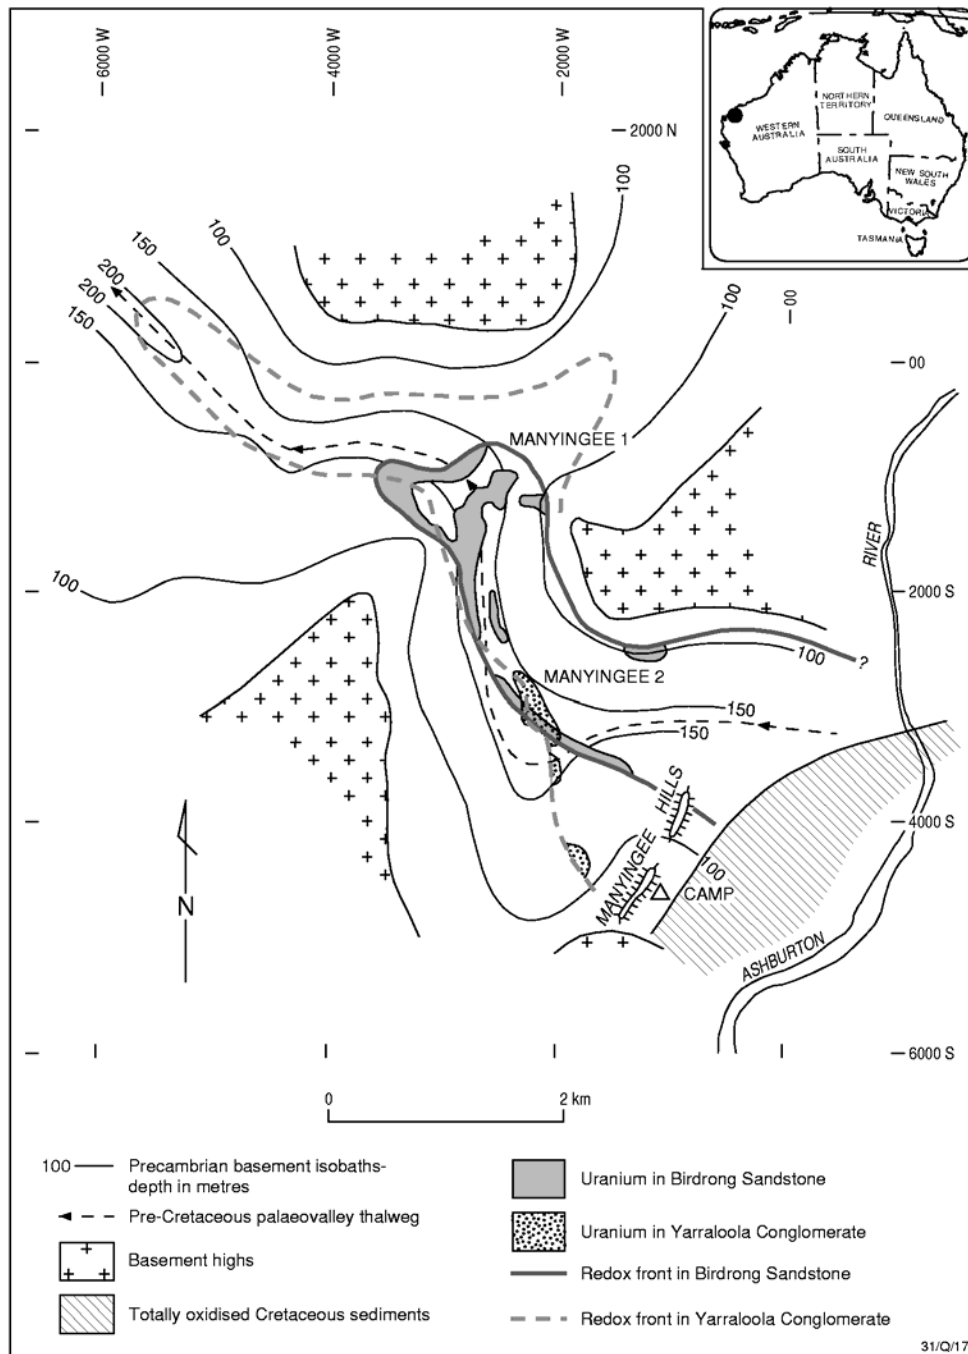 6000 W
4000 W
2000 W
2000 N
NORTHERN
TERRITORY
QUEENSLAND
WESTERN
AUSTRALIA
SOUTH
AUSTRALIA
NEW SOUTH
WALES
VICTORIA
TASMANIA
100
100
150
200
200
150
100
00
00
MANYINGEE 1
RIVER
100
2000 S
100
?
MANYINGEE 2
150
150
MANYINGEE HILLS
4000 S
100
CAMP
N
ASHBURTON
6000 S
0
2 km
100
Precambrian basement isobaths-
depth in metres
Pre-Cretaceous palaeovalley thalweg
Basement highs
Totally oxidised Cretaceous sediments
Uranium in Birdrong Sandstone
Uranium in Yarraloola Conglomerate
Redox front in Birdrong Sandstone
Redox front in Yarraloola Conglomerate
31/Q/17